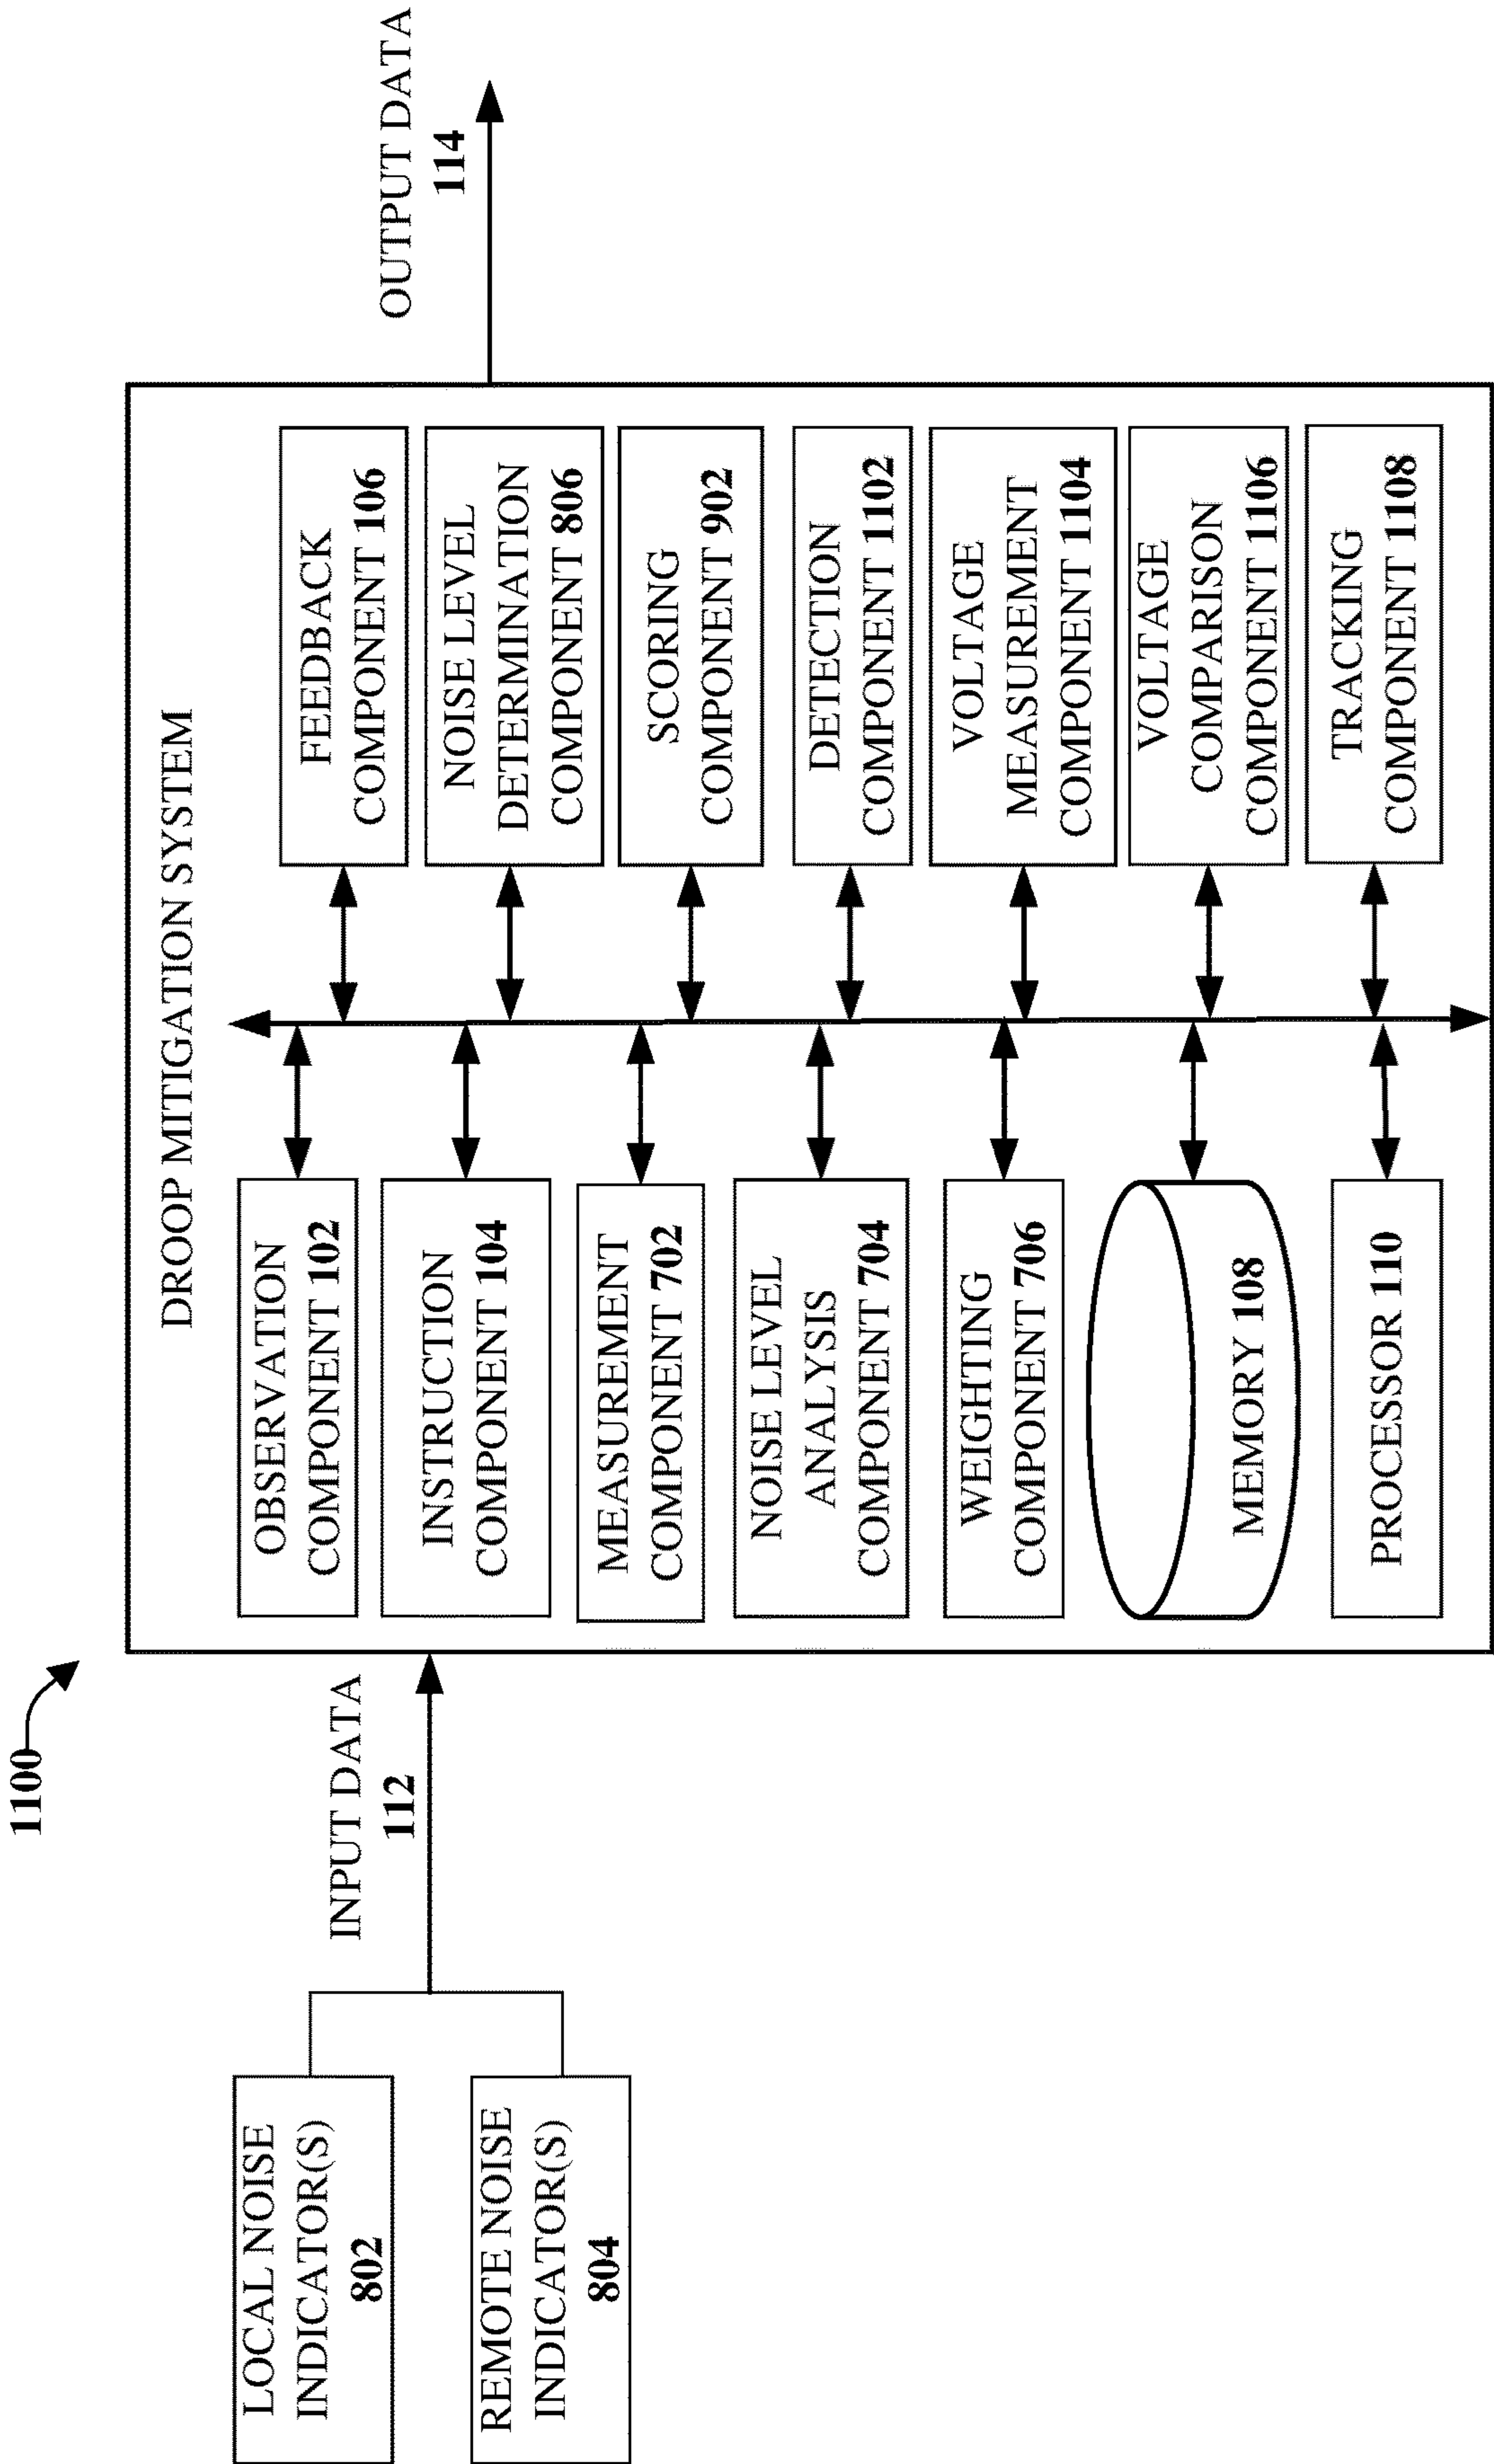 1100
LOCAL NOISE
INDICATOR(S)
802
REMOTE NOISE
INDICATOR(S)
804
INPUT DATA
112
DROOP MITIGATION SYSTEM
OBSERVATION
COMPONENT 102
INSTRUCTION
COMPONENT 104
MEASUREMENT
COMPONENT 702
NOISE LEVEL
ANALYSIS
COMPONENT 704
WEIGHTING
COMPONENT 706
MEMORY 108
PROCESSOR 110
FEEDBACK
COMPONENT 106
NOISE LEVEL
DETERMINATION
COMPONENT 806
SCORING
COMPONENT 902
DETECTION
COMPONENT 1102
VOLTAGE
MEASUREMENT
COMPONENT 1104
VOLTAGE
COMPARISON
COMPONENT 1106
TRACKING
COMPONENT 1108
OUTPUT DATA
114